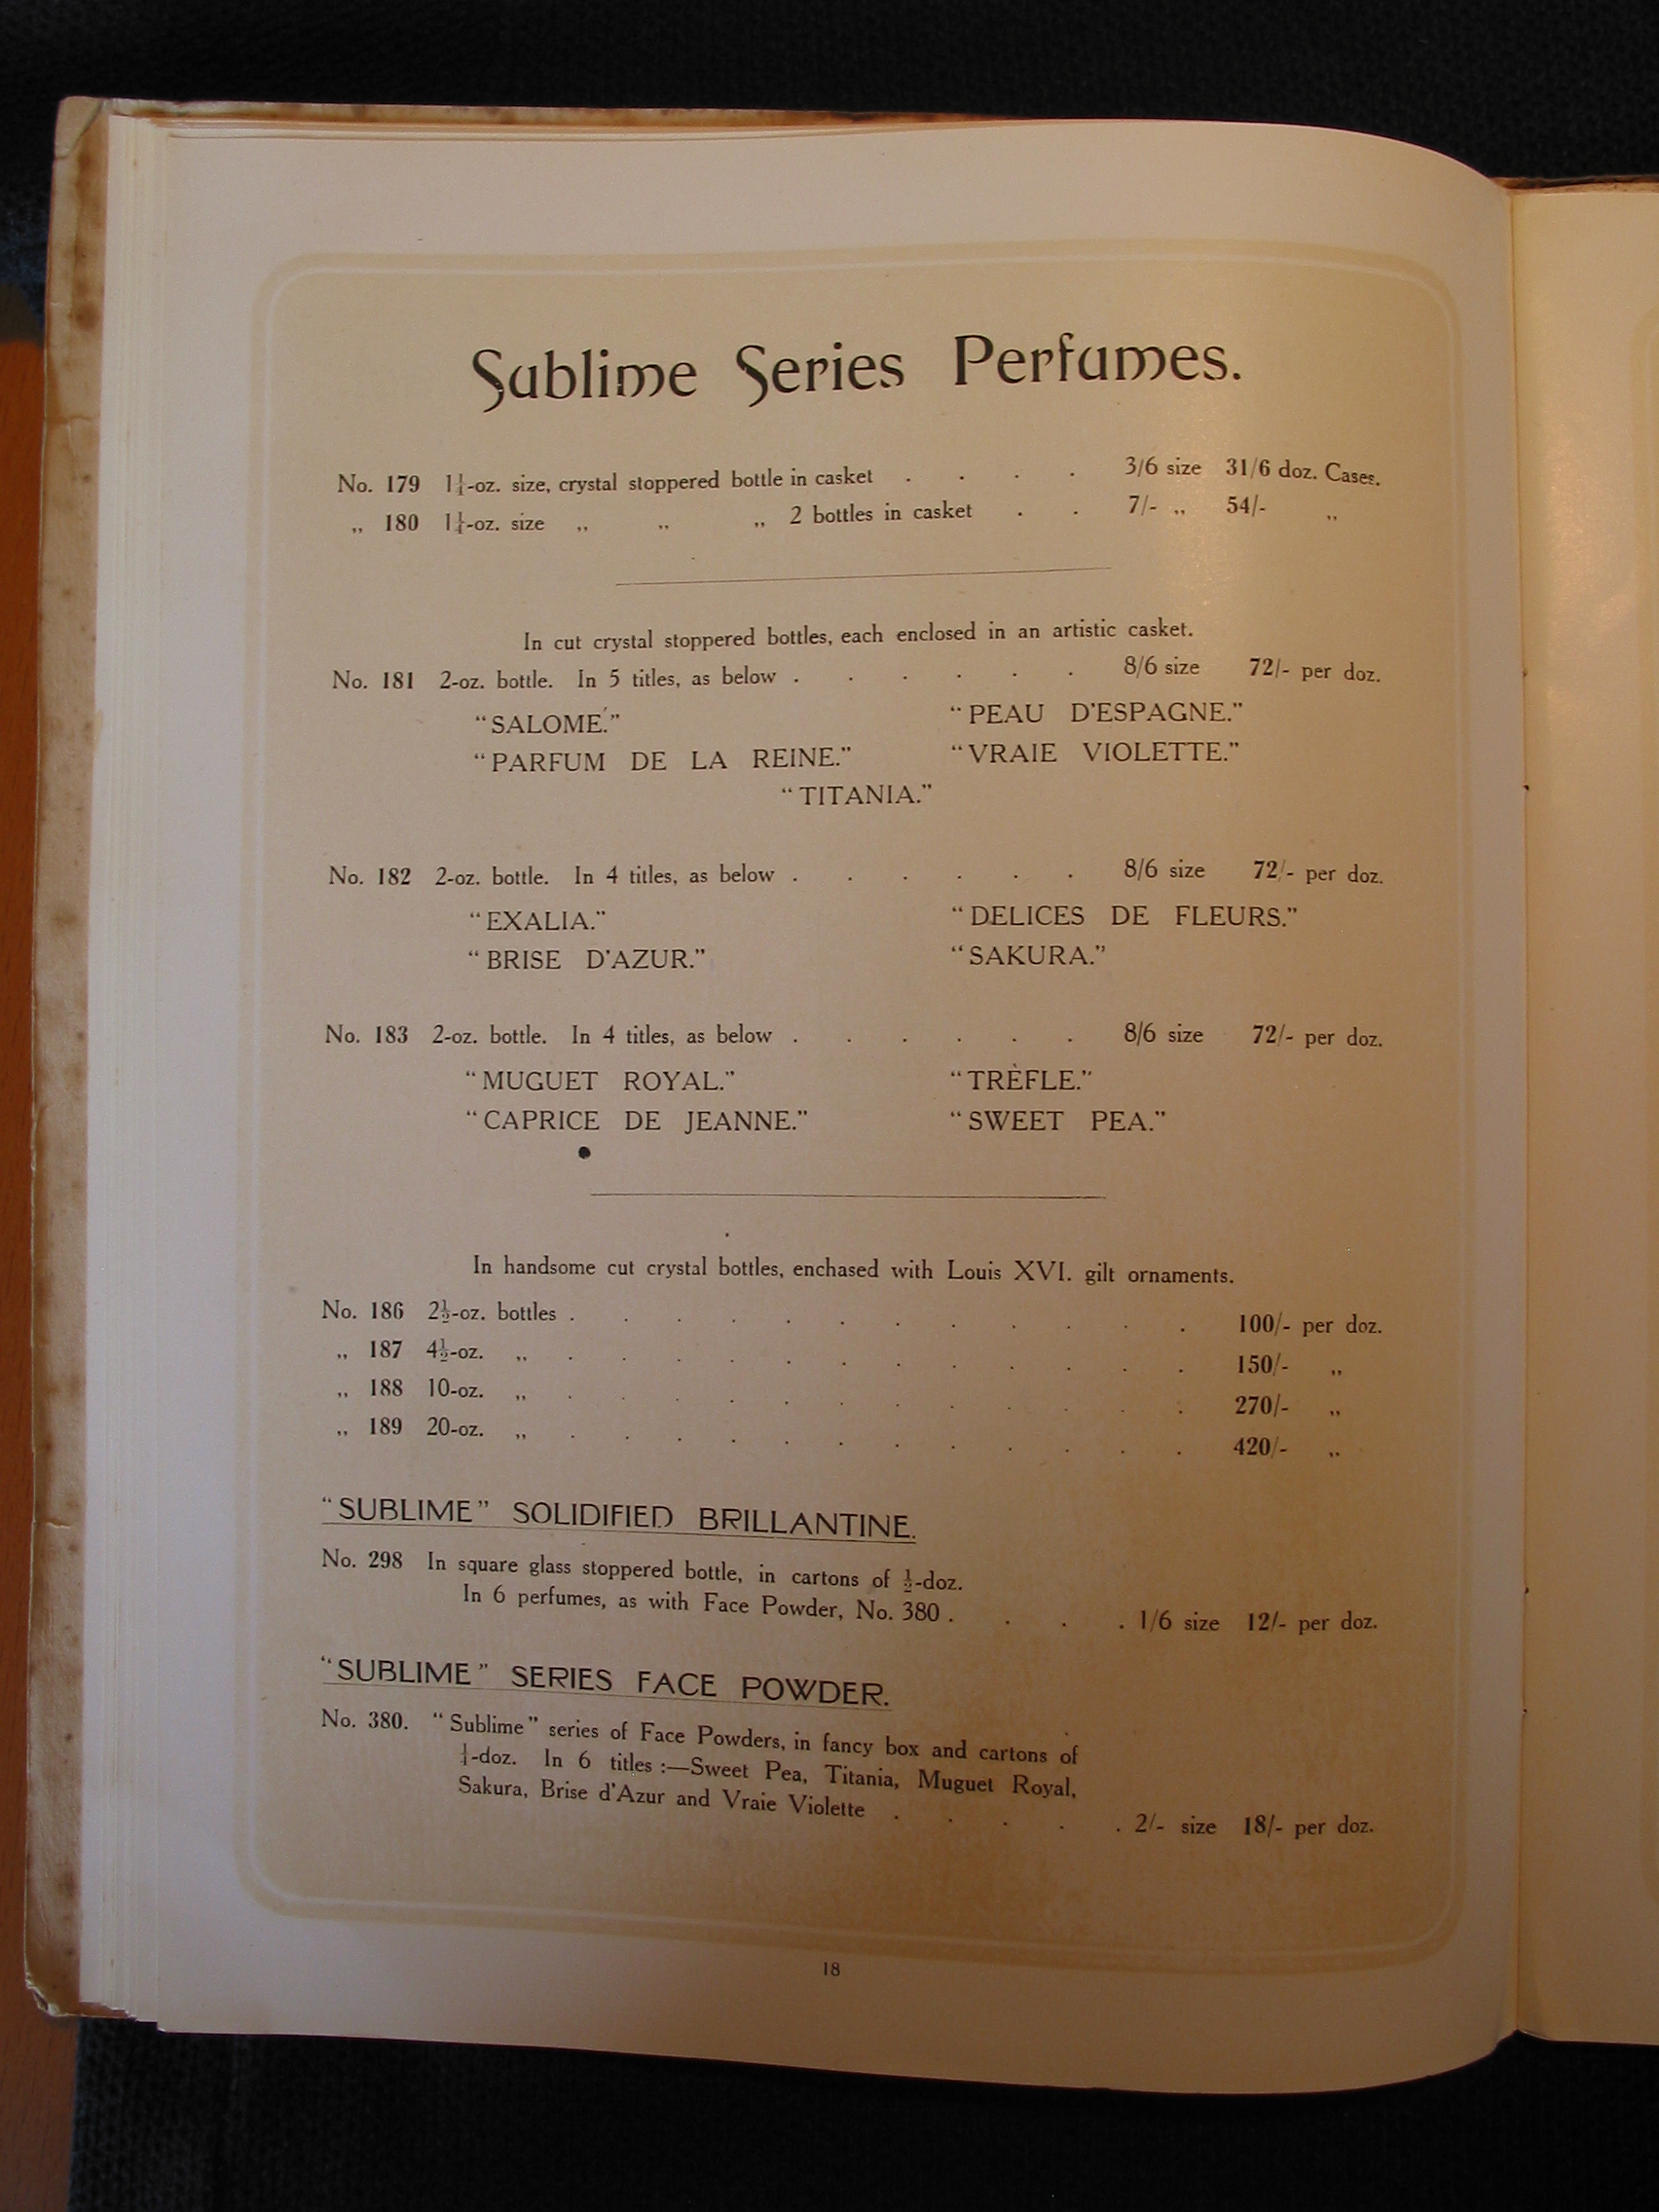 Sublime Series Perfumes.
No. 179 1¼-oz. size, crystal stoppered bottle in casket . . . . 3/6 size 31/6 doz. Cases.
„ 180 1¼-oz. size „ „ „ 2 bottles in casket . . 7/- „ 54/- „
In cut crystal stoppered bottles, each enclosed in an artistic casket.
No. 181 2-oz. bottle. In 5 titles, as below . . . . . . 8/6 size 72/- per doz.
“SALOMÉ.” “PEAU D'ESPAGNE.”
“PARFUM DE LA REINE.” “VRAIE VIOLETTE.”
“TITANIA.”
No. 182 2-oz. bottle. In 4 titles, as below . . . . . . 8/6 size 72/- per doz.
“EXALIA.” “DELICES DE FLEURS.”
“BRISE D'AZUR.” “SAKURA.”
No. 183 2-oz. bottle. In 4 titles, as below . . . . . . 8/6 size 72/- per doz.
“MUGUET ROYAL.” “TRÈFLE.”
“CAPRICE DE JEANNE.” “SWEET PEA.”
In handsome cut crystal bottles, enchased with Louis XVI. gilt ornaments.
No. 186 2½-oz. bottles . . . . . . . . . . . . 100/- per doz.
„ 187 4½-oz. „ . . . . . . . . . . . . 150/- „
„ 188 10-oz. „ . . . . . . . . . . . . 270/- „
„ 189 20-oz. „ . . . . . . . . . . . . 420/- „
“SUBLIME” SOLIDIFIED BRILLANTINE.
No. 298 In square glass stoppered bottle, in cartons of ½-doz.
In 6 perfumes, as with Face Powder, No. 380 . . . . 1/6 size 12/- per doz.
“SUBLIME” SERIES FACE POWDER.
No. 380. “Sublime” series of Face Powders, in fancy box and cartons of
¼-doz. In 6 titles :—Sweet Pea, Titania, Muguet Royal,
Sakura, Brise d'Azur and Vraie Violette . . . . . 2/- size 18/- per doz.
18